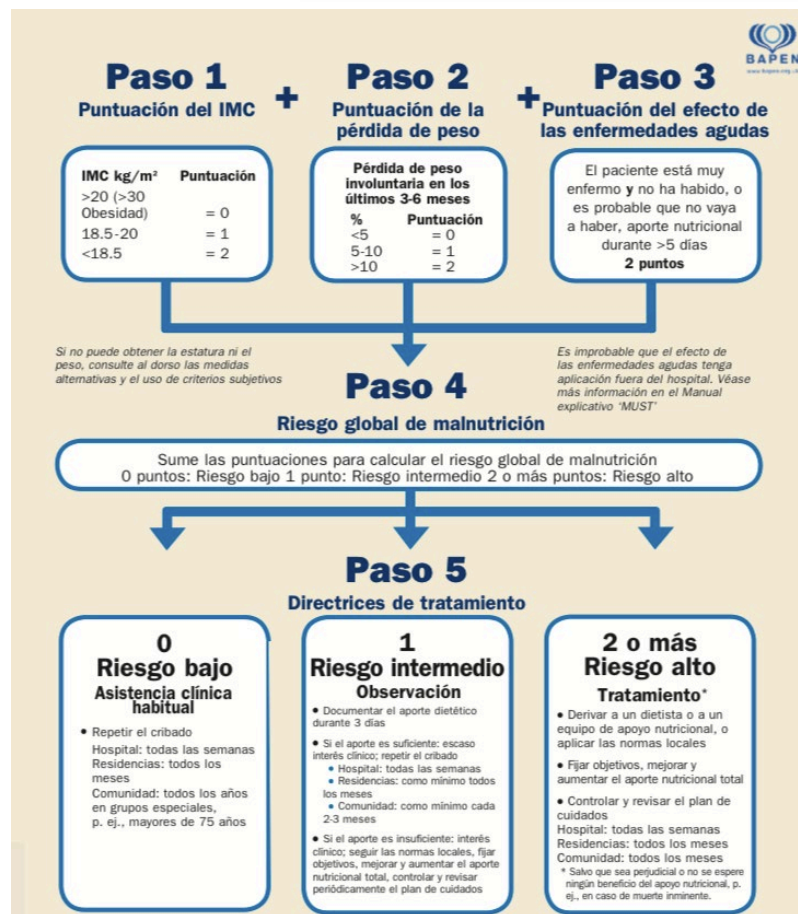 BAPEN
Paso 1
Puntuación del IMC
+
Paso 2
Puntuación de la
pérdida de peso
+
Paso 3
Puntuación del efecto de
las enfermedades agudas
IMC kg/m² Puntuación
>20 (>30
Obesidad) = 0
18.5-20 = 1
<18.5 = 2
Pérdida de peso
involuntaria en los
últimos 3-6 meses
% Puntuación
<5 = 0
5-10 = 1
>10 = 2
El paciente está muy
enfermo y no ha habido, o
es probable que no vaya
a haber, aporte nutricional
durante >5 días
2 puntos
Si no puede obtener la estatura ni el
peso, consulte al dorso las medidas
alternativas y el uso de criterios subjetivos
Es improbable que el efecto de
las enfermedades agudas tenga
aplicación fuera del hospital. Véase
más información en el Manual
explicativo ‘MUST’
Paso 4
Riesgo global de malnutrición
Sume las puntuaciones para calcular el riesgo global de malnutrición
0 puntos: Riesgo bajo 1 punto: Riesgo intermedio 2 o más puntos: Riesgo alto
Paso 5
Directrices de tratamiento
0
Riesgo bajo
Asistencia clínica
habitual
• Repetir el cribado
Hospital: todas las semanas
Residencias: todos los
meses
Comunidad: todos los años
en grupos especiales,
p. ej., mayores de 75 años
1
Riesgo intermedio
Observación
• Documentar el aporte dietético
durante 3 días
• Si el aporte es suficiente: escaso
interés clínico; repetir el cribado
• Hospital: todas las semanas
• Residencias: como mínimo todos
los meses
• Comunidad: como mínimo cada
2-3 meses
• Si el aporte es insuficiente: interés
clínico; seguir las normas locales, fijar
objetivos, mejorar y aumentar el aporte
nutricional total, controlar y revisar
periódicamente el plan de cuidados
2 o más
Riesgo alto
Tratamiento*
• Derivar a un dietista o a un
equipo de apoyo nutricional, o
aplicar las normas locales
• Fijar objetivos, mejorar y
aumentar el aporte nutricional total
• Controlar y revisar el plan de
cuidados
Hospital: todas las semanas
Residencias: todos los meses
Comunidad: todos los meses
* Salvo que sea perjudicial o no se espere
ningún beneficio del apoyo nutricional, p.
ej., en caso de muerte inminente.